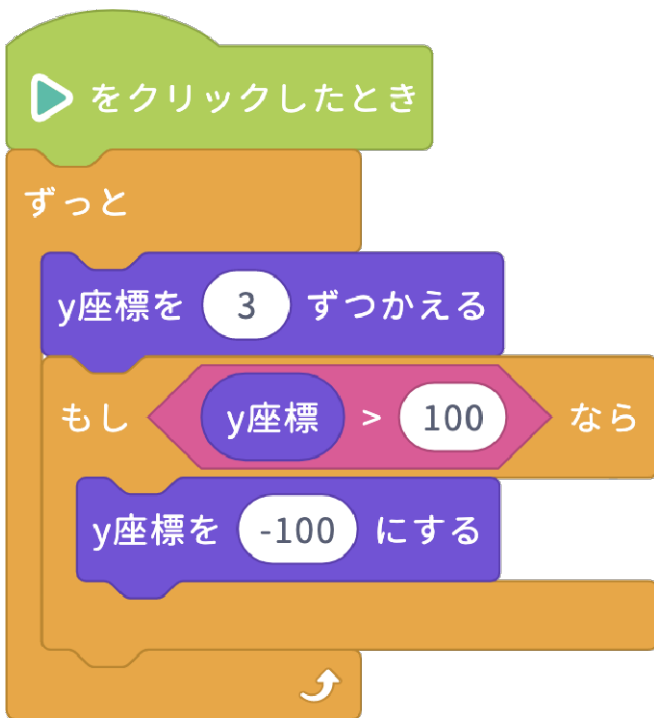 をクリックしたとき
ずっと
y座標を 3 ずつかえる
もし y座標 > 100 なら
y座標を -100 にする